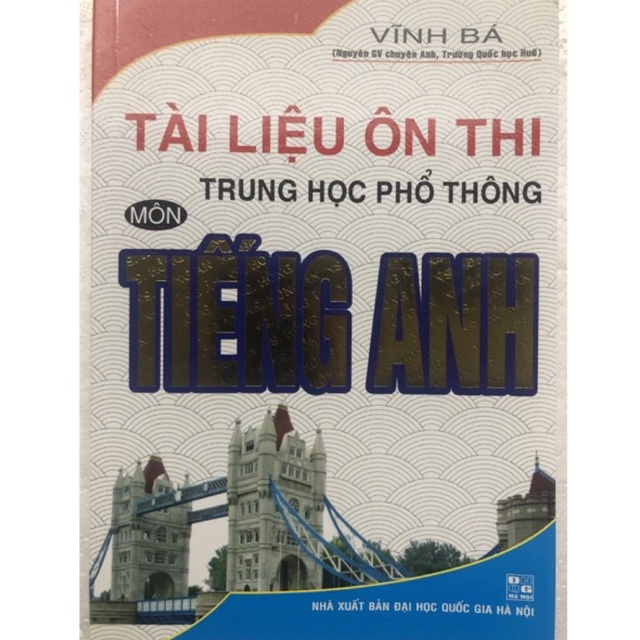 VĨNH BÁ
(Nguyên GV chuyên Anh, Trường Quốc học Huế)
TÀI LIỆU ÔN THI
TRUNG HỌC PHỔ THÔNG
MÔN
TIẾNG ANH
NHÀ XUẤT BẢN ĐẠI HỌC QUỐC GIA HÀ NỘI